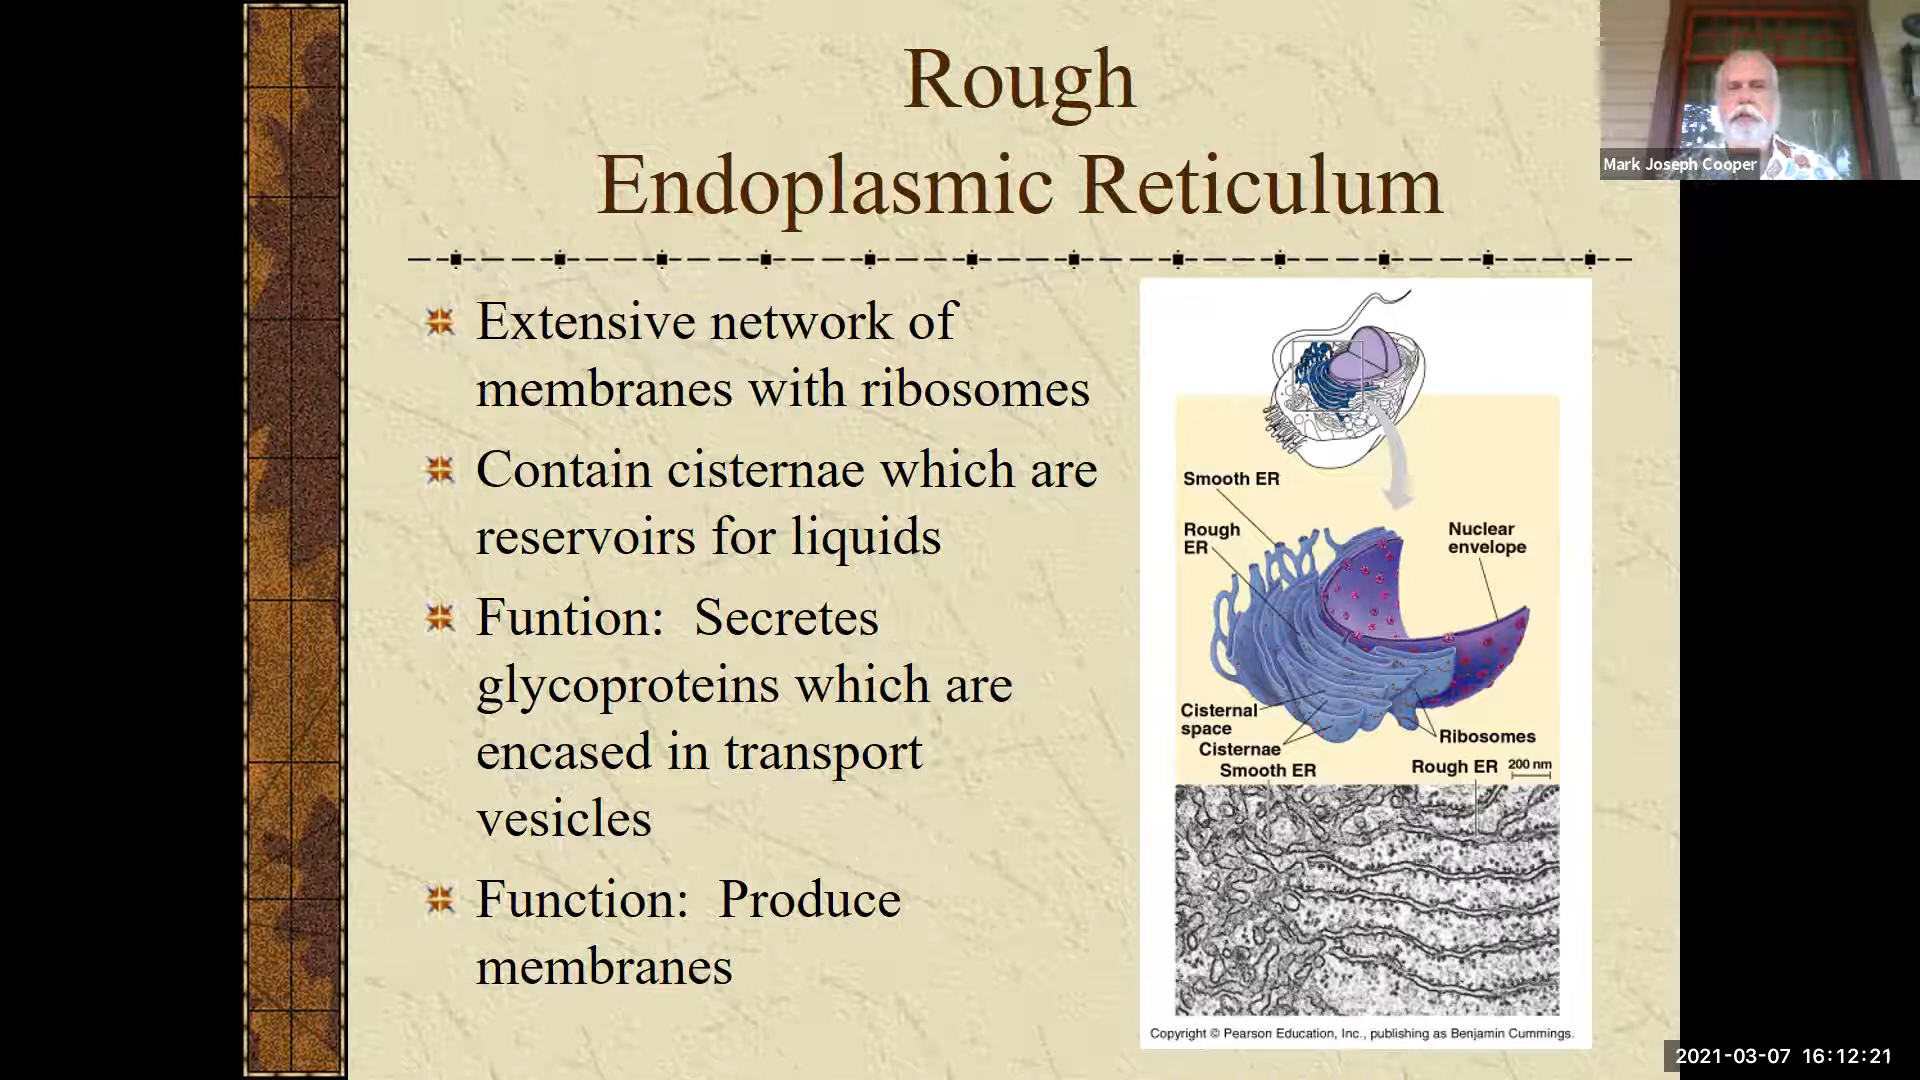 Rough
Endoplasmic Reticulum
Mark Joseph Cooper
Extensive network of
membranes with ribosomes
Contain cisternae which are
reservoirs for liquids
Funtion:  Secretes
glycoproteins which are
encased in transport
vesicles
Function:  Produce
membranes
Smooth ER
Rough
ER
Nuclear
envelope
Cisternal
space
Cisternae
Ribosomes
Smooth ER
Rough ER
200 nm
Copyright © Pearson Education, Inc., publishing as Benjamin Cummings.
2021-03-07 16:12:21